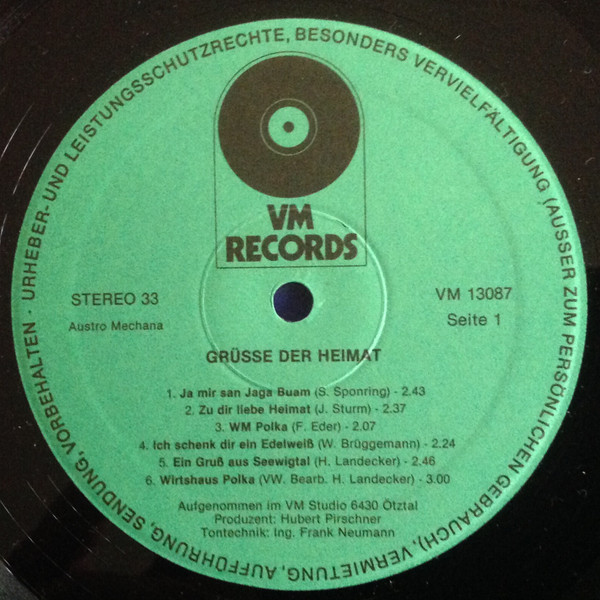 VORBEHALTEN · URHEBER- UND LEISTUNGSSCHUTZRECHTE, BESONDERS VERVIELFÄLTIGUNG (AUSSER ZUM PERSÖNLICHEN GEBRAUCH), VERMIETUNG, AUFFÜHRUNG, SENDUNG,
VM
RECORDS
STEREO 33
VM 13087
Austro Mechana
Seite 1
GRÜSSE DER HEIMAT
1. Ja mir san Jaga Buam (S. Sponring) - 2.43
2. Zu dir liebe Heimat (J. Sturm) - 2.37
3. WM Polka (F. Eder) - 2.07
4. Ich schenk dir ein Edelweiß (W. Brüggemann) - 2.24
5. Ein Gruß aus Seewigtal (H. Landecker) - 2.46
6. Wirtshaus Polka (VW. Bearb. H. Landecker) - 3.00
Aufgenommen im VM Studio 6430 Ötztal
Produzent: Hubert Pirschner
Tontechnik: Ing. Frank Neumann